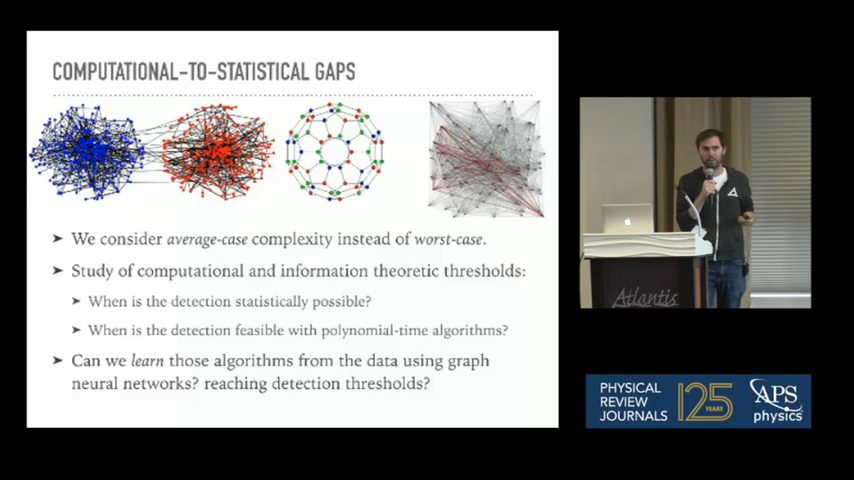 COMPUTATIONAL-TO-STATISTICAL GAPS
➤ We consider average-case complexity instead of worst-case.
➤ Study of computational and information theoretic thresholds:
➤ When is the detection statistically possible?
➤ When is the detection feasible with polynomial-time algorithms?
➤ Can we learn those algorithms from the data using graph
neural networks? reaching detection thresholds?
Atlantis
PHYSICAL
REVIEW
JOURNALS
125
YEARS
APS
physics